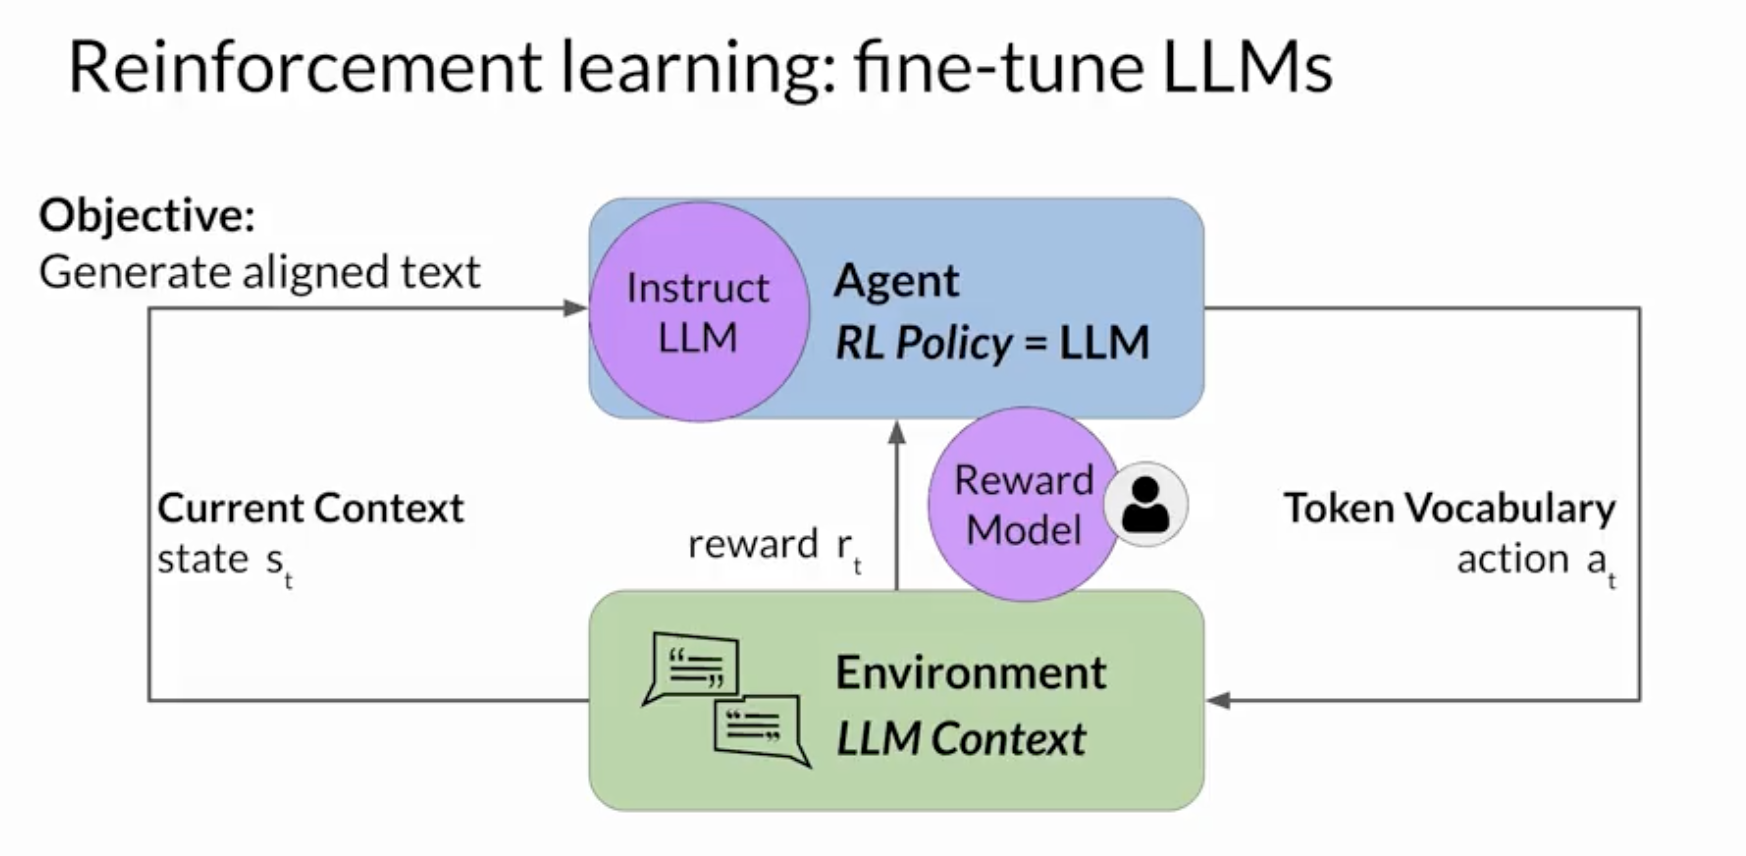 Reinforcement learning: fine-tune LLMs
Objective:
Generate aligned text
Instruct
LLM
Agent
RL Policy = LLM
Current Context
state s_t
reward r_t
Reward
Model
Token Vocabulary
action a_t
Environment
LLM Context